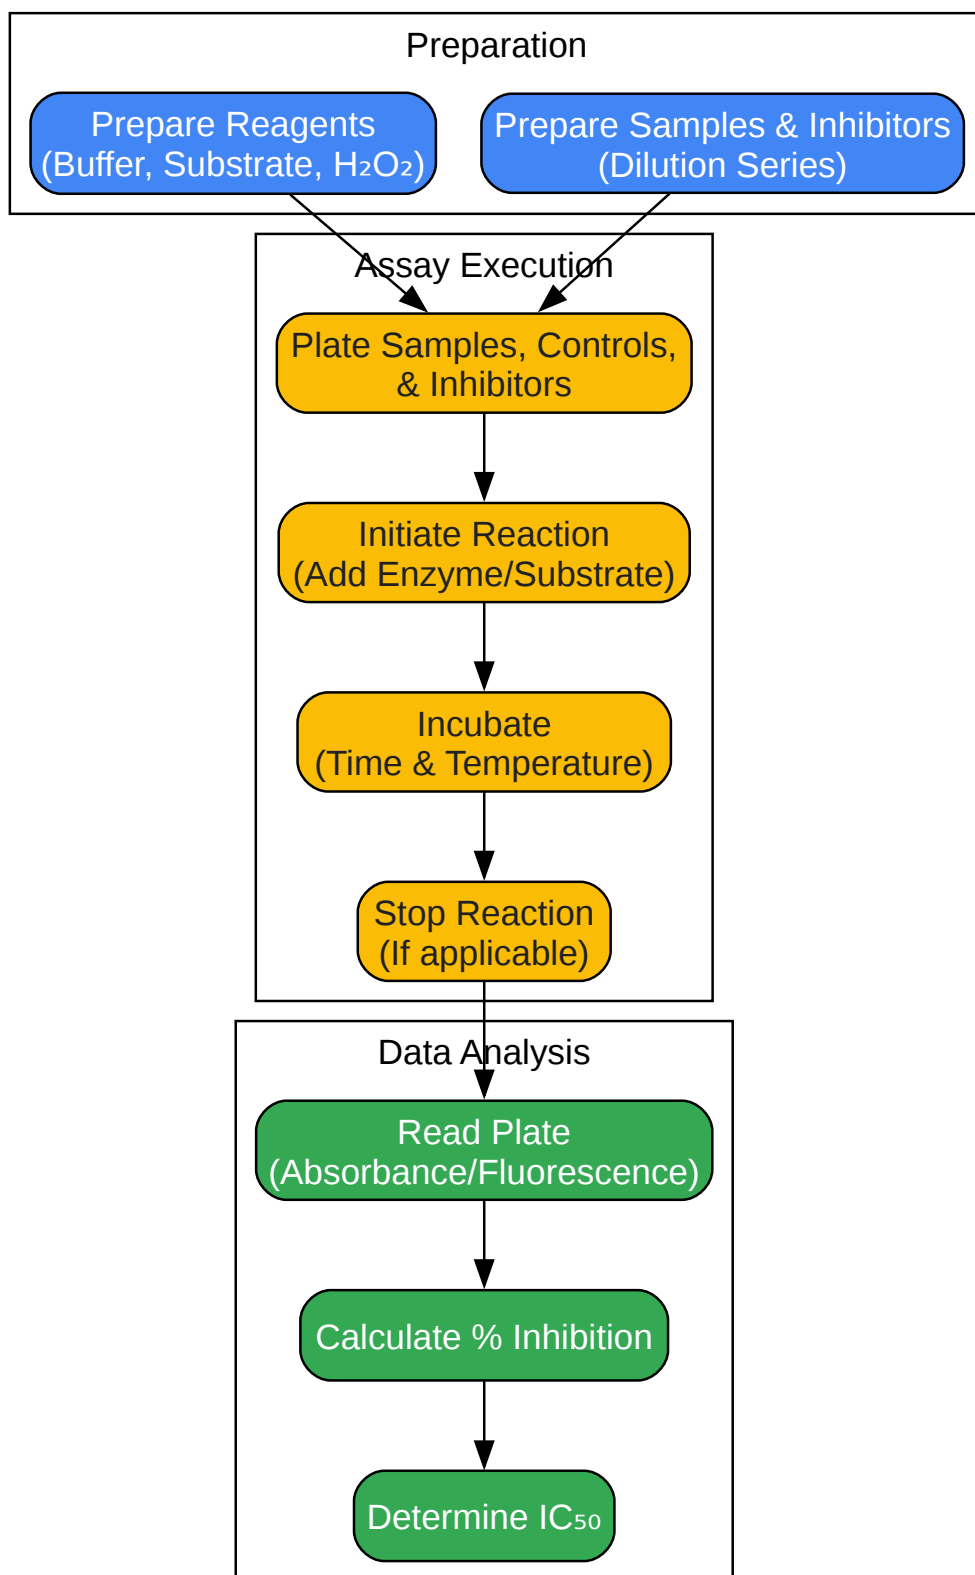 Preparation
Prepare Reagents
(Buffer, Substrate, H₂O₂)
Prepare Samples & Inhibitors
(Dilution Series)
Assay Execution
Plate Samples, Controls,
& Inhibitors
Initiate Reaction
(Add Enzyme/Substrate)
Incubate
(Time & Temperature)
Stop Reaction
(If applicable)
Data Analysis
Read Plate
(Absorbance/Fluorescence)
Calculate % Inhibition
Determine IC₅₀